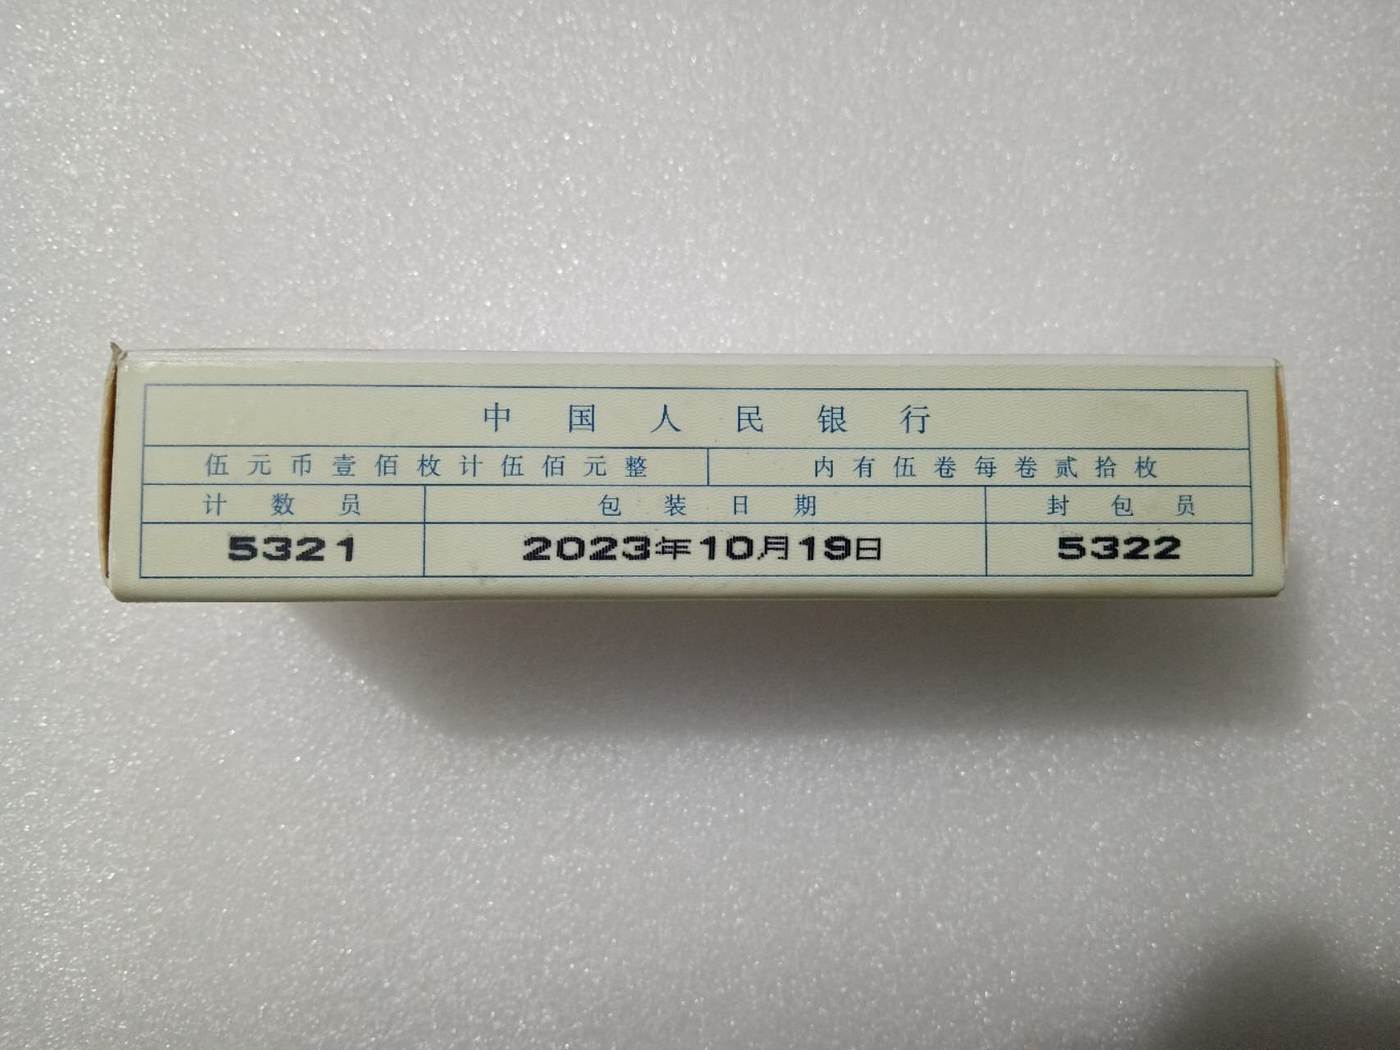 中国人民银行
伍元币壹佰枚计伍佰元整 内有伍卷每卷贰拾枚
计数员 包装日期 封包员
5321 2023年10月19日 5322